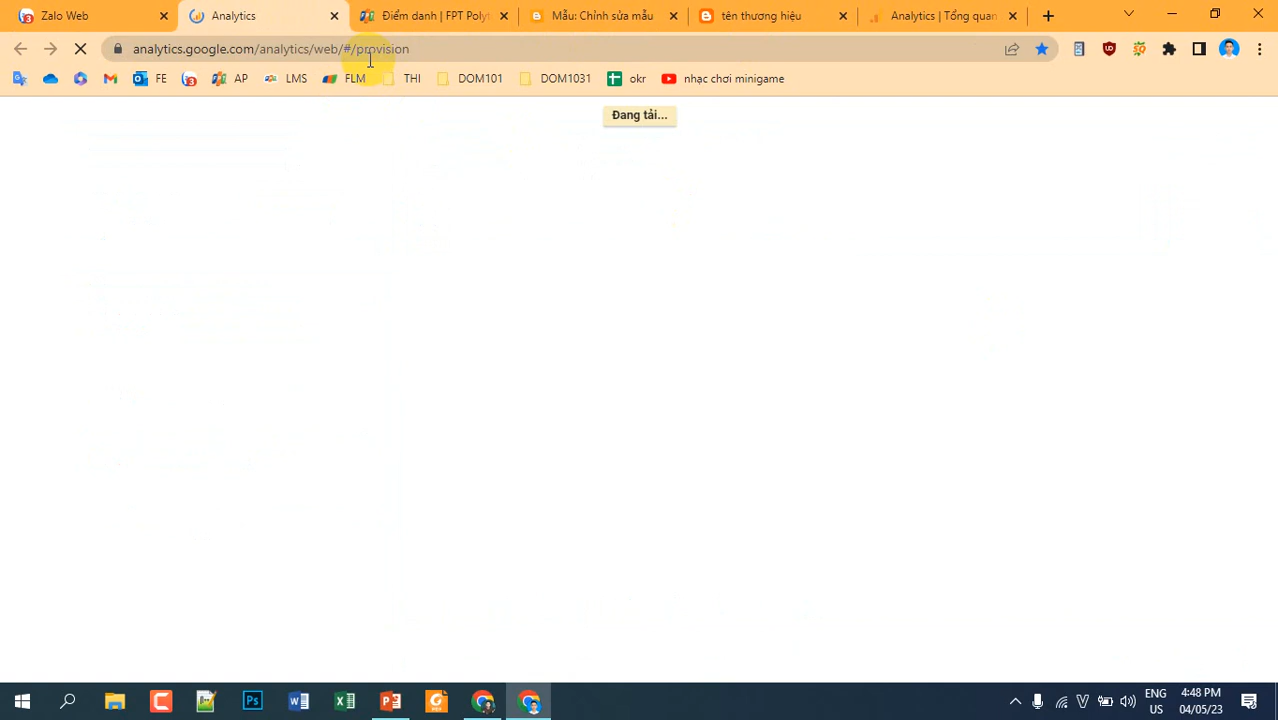 Zalo Web
Analytics
Điểm danh | FPT Polyt
Mẫu: Chỉnh sửa mẫu
tên thương hiệu
Analytics | Tổng quan
analytics.google.com/analytics/web/#/provision
FE
AP
LMS
FLM
THI
DOM101
DOM1031
okr
nhạc chơi minigame
Đang tải...
ENG
US
4:48 PM
04/05/23